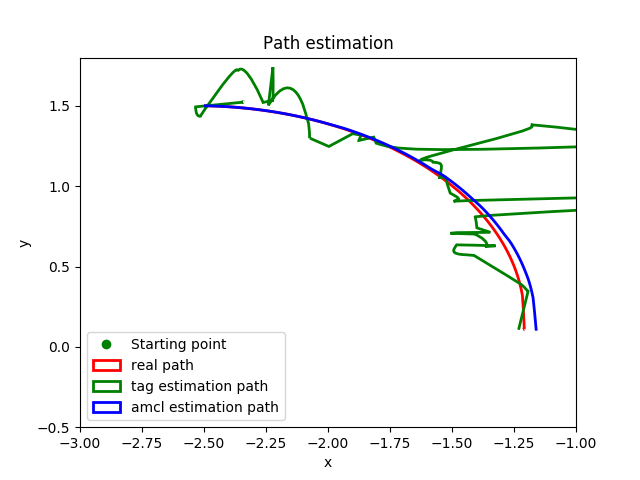 Path estimation
1.5
1.0
0.5
0.0
−0.5
y
Starting point
real path
tag estimation path
amcl estimation path
−3.00 −2.75 −2.50 −2.25 −2.00 −1.75 −1.50 −1.25 −1.00
x